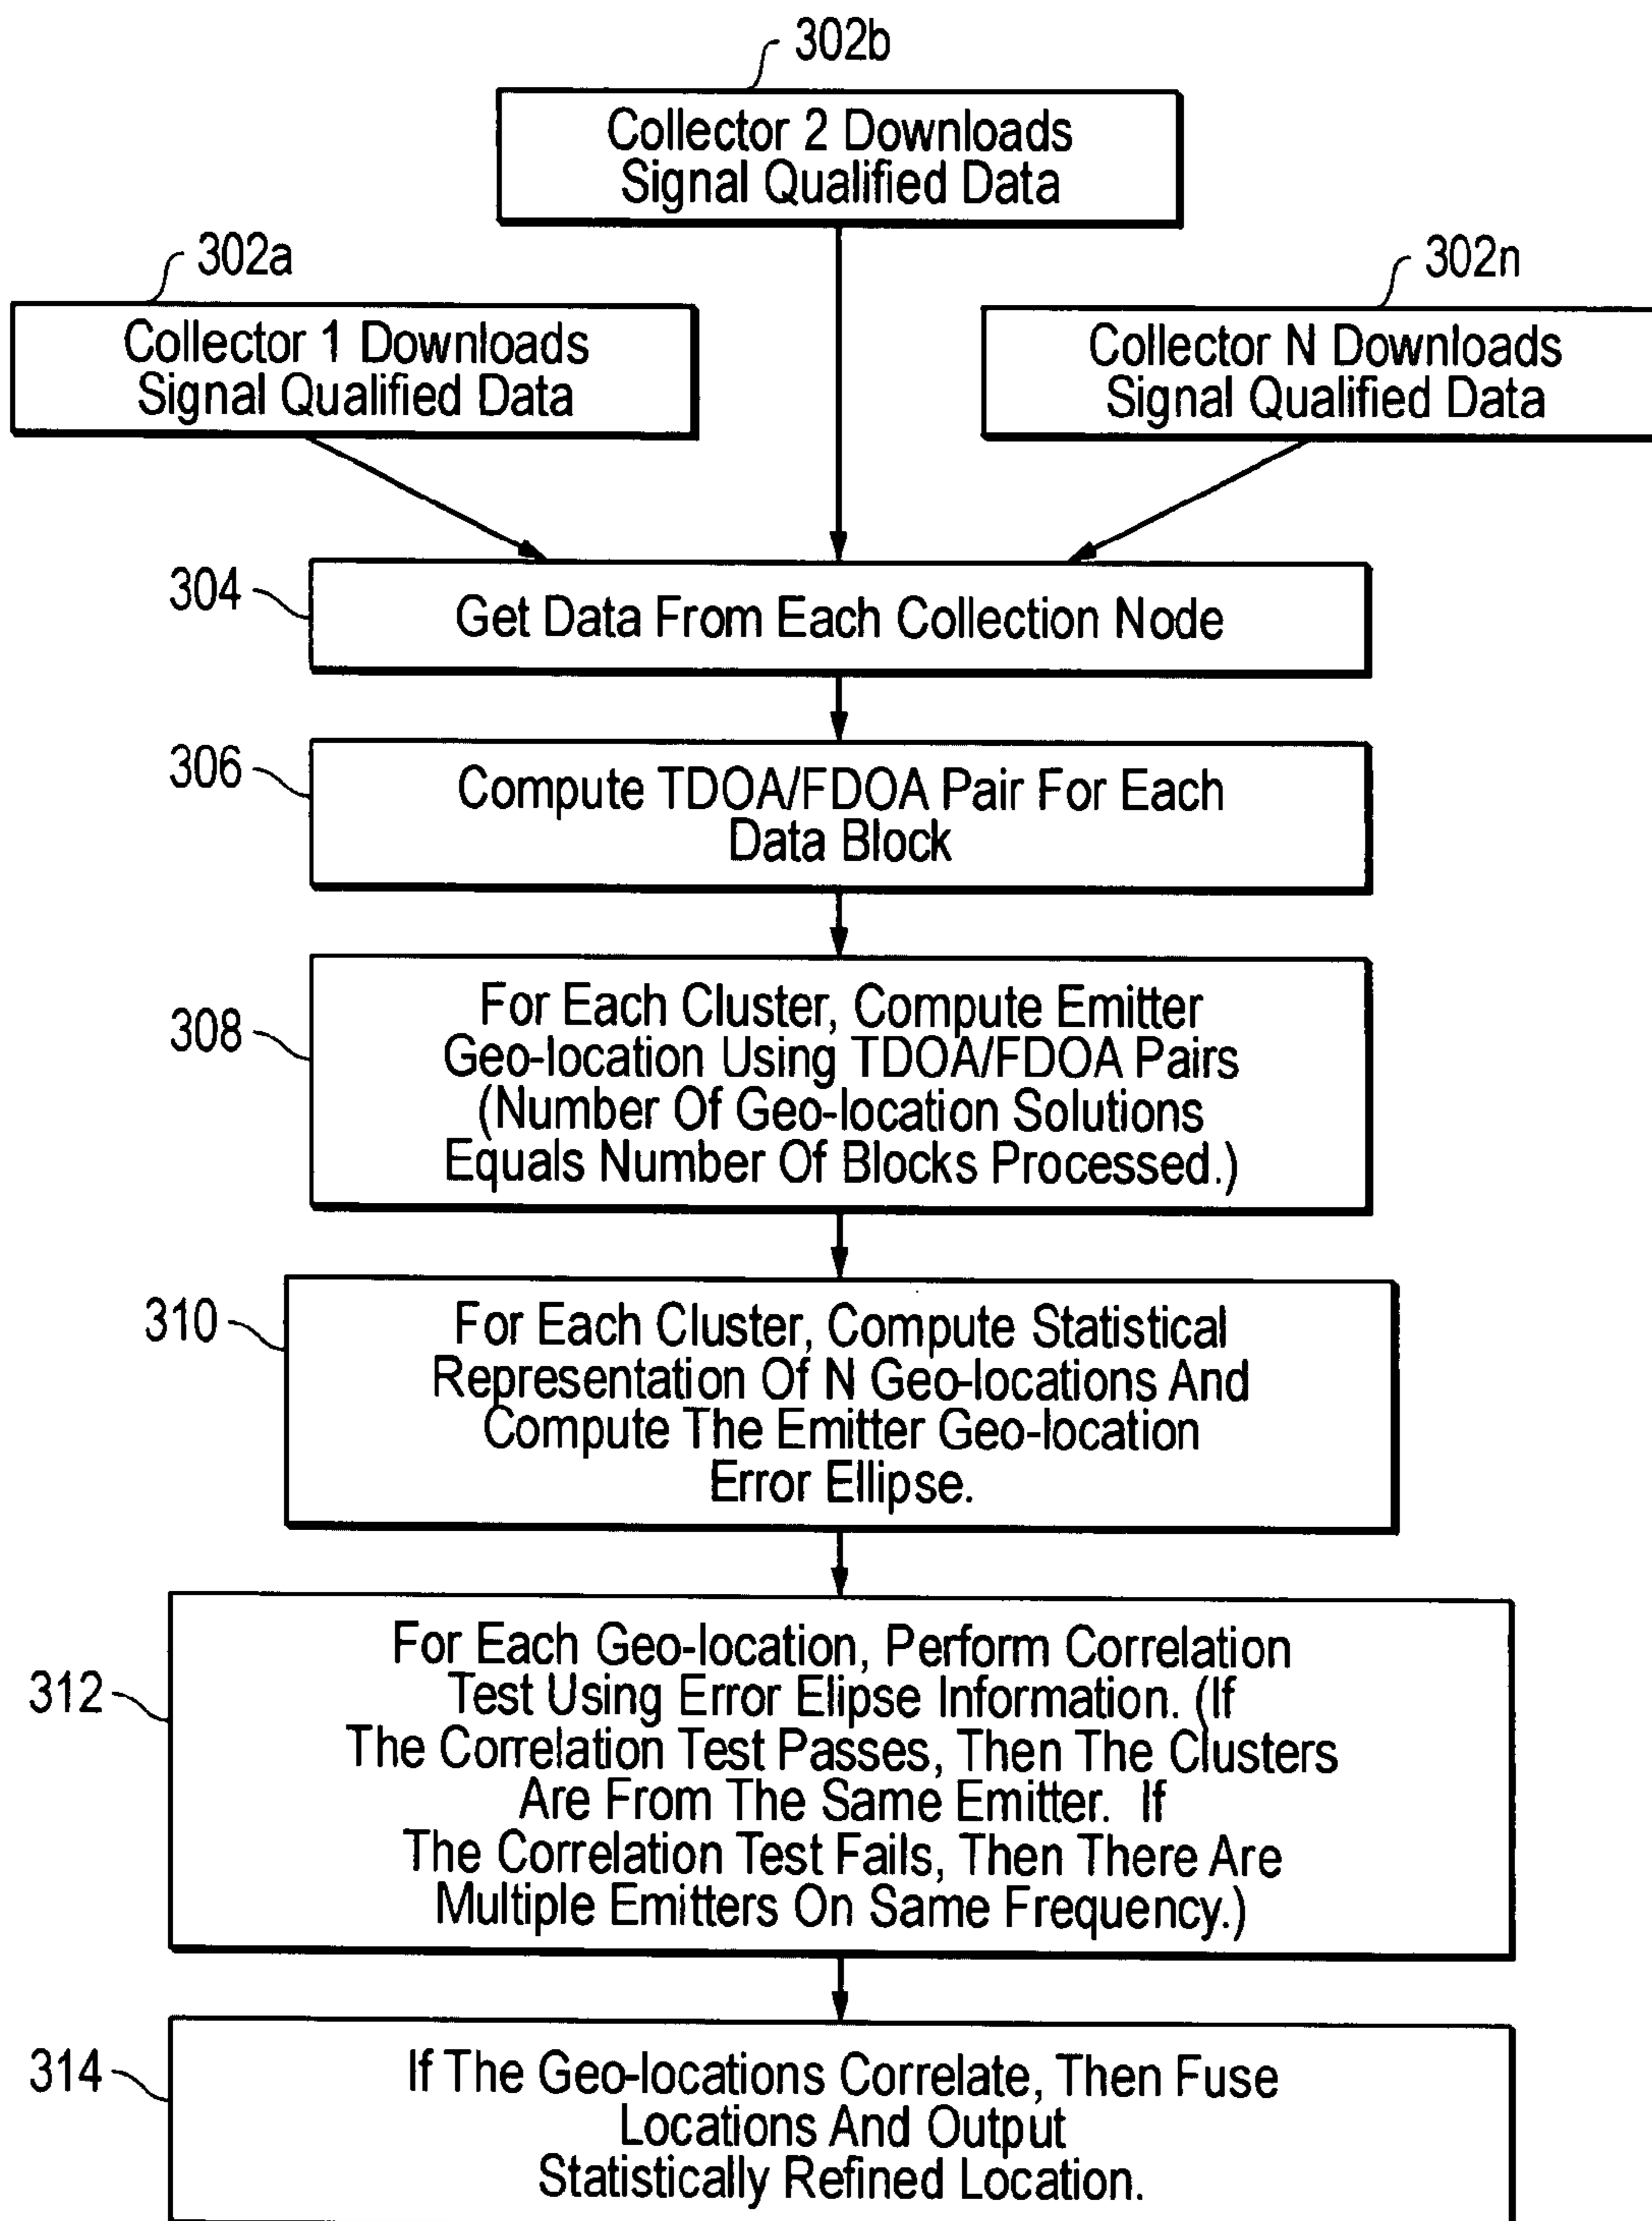 302b
Collector 2 Downloads
Signal Qualified Data
302a
Collector 1 Downloads
Signal Qualified Data
302n
Collector N Downloads
Signal Qualified Data
304
Get Data From Each Collection Node
306
Compute TDOA/FDOA Pair For Each
Data Block
308
For Each Cluster, Compute Emitter
Geo-location Using TDOA/FDOA Pairs
(Number Of Geo-location Solutions
Equals Number Of Blocks Processed.)
310
For Each Cluster, Compute Statistical
Representation Of N Geo-locations And
Compute The Emitter Geo-location
Error Ellipse.
312
For Each Geo-location, Perform Correlation
Test Using Error Elipse Information. (If
The Correlation Test Passes, Then The Clusters
Are From The Same Emitter. If
The Correlation Test Fails, Then There Are
Multiple Emitters On Same Frequency.)
314
If The Geo-locations Correlate, Then Fuse
Locations And Output
Statistically Refined Location.